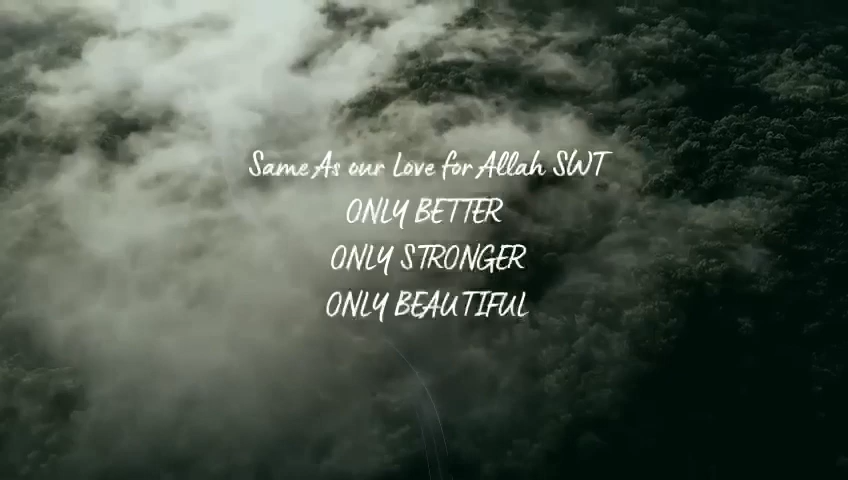 Same As our Love for Allah SWT
ONLY BETTER
ONLY STRONGER
ONLY BEAUTIFUL